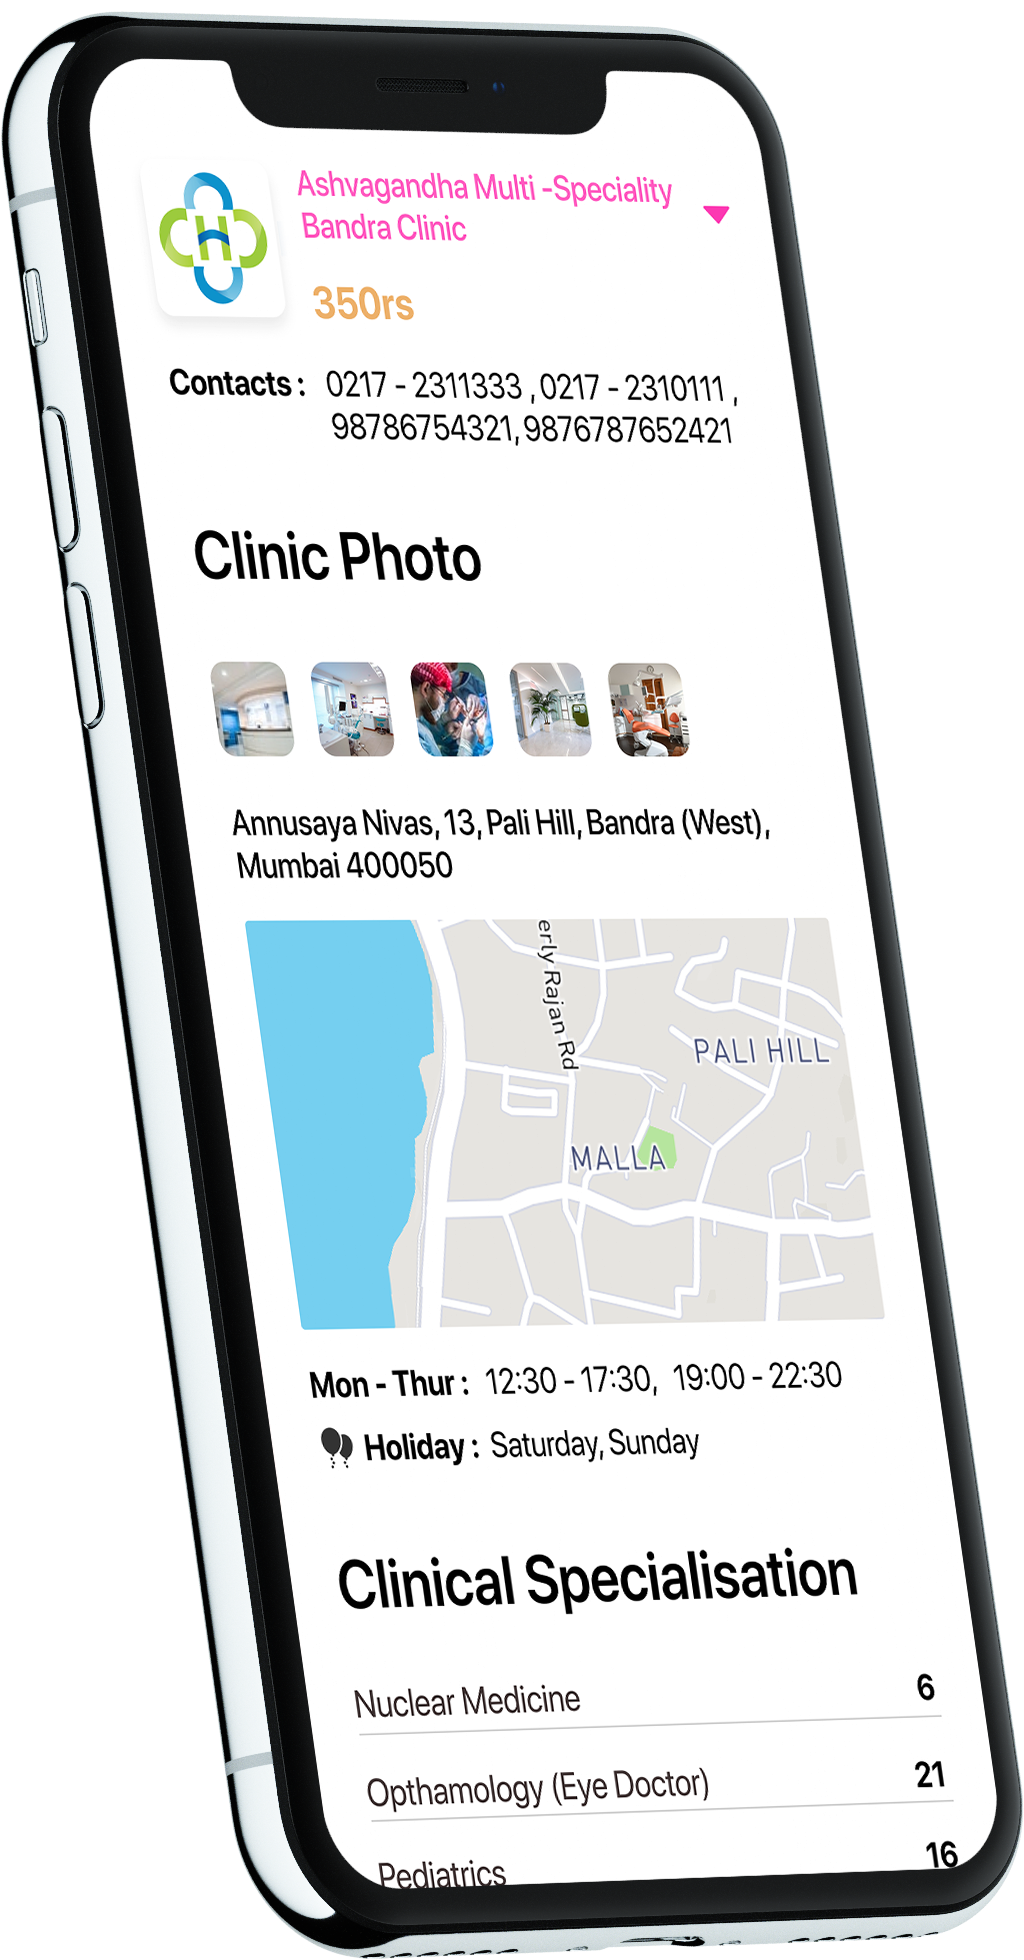 Ashvagandha Multi -Speciality
Bandra Clinic
350rs
Contacts : 0217 - 2311333 , 0217 - 2310111 ,
98786754321, 9876787652421
Clinic Photo
Annusaya Nivas, 13, Pali Hill, Bandra (West),
Mumbai 400050
erly Rajan Rd
PALI HILL
MALLA
Mon - Thur : 12:30 - 17:30, 19:00 - 22:30
Holiday : Saturday, Sunday
Clinical Specialisation
Nuclear Medicine 6
Opthamology (Eye Doctor) 21
Pediatrics 16